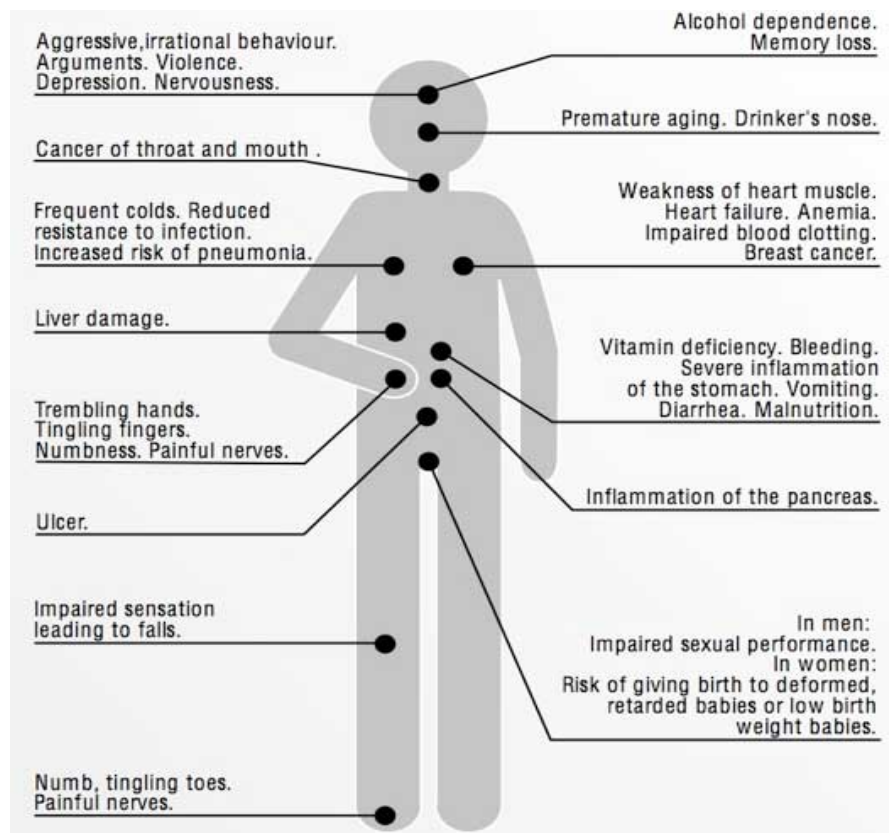 Aggressive,irrational behaviour.
Arguments. Violence.
Depression. Nervousness.
Alcohol dependence.
Memory loss.
Premature aging. Drinker's nose.
Cancer of throat and mouth .
Frequent colds. Reduced
resistance to infection.
Increased risk of pneumonia.
Weakness of heart muscle.
Heart failure. Anemia.
Impaired blood clotting.
Breast cancer.
Liver damage.
Vitamin deficiency. Bleeding.
Severe inflammation
of the stomach. Vomiting.
Diarrhea. Malnutrition.
Trembling hands.
Tingling fingers.
Numbness. Painful nerves.
Inflammation of the pancreas.
Ulcer.
Impaired sensation
leading to falls.
In men:
Impaired sexual performance.
In women:
Risk of giving birth to deformed,
retarded babies or low birth
weight babies.
Numb, tingling toes.
Painful nerves.